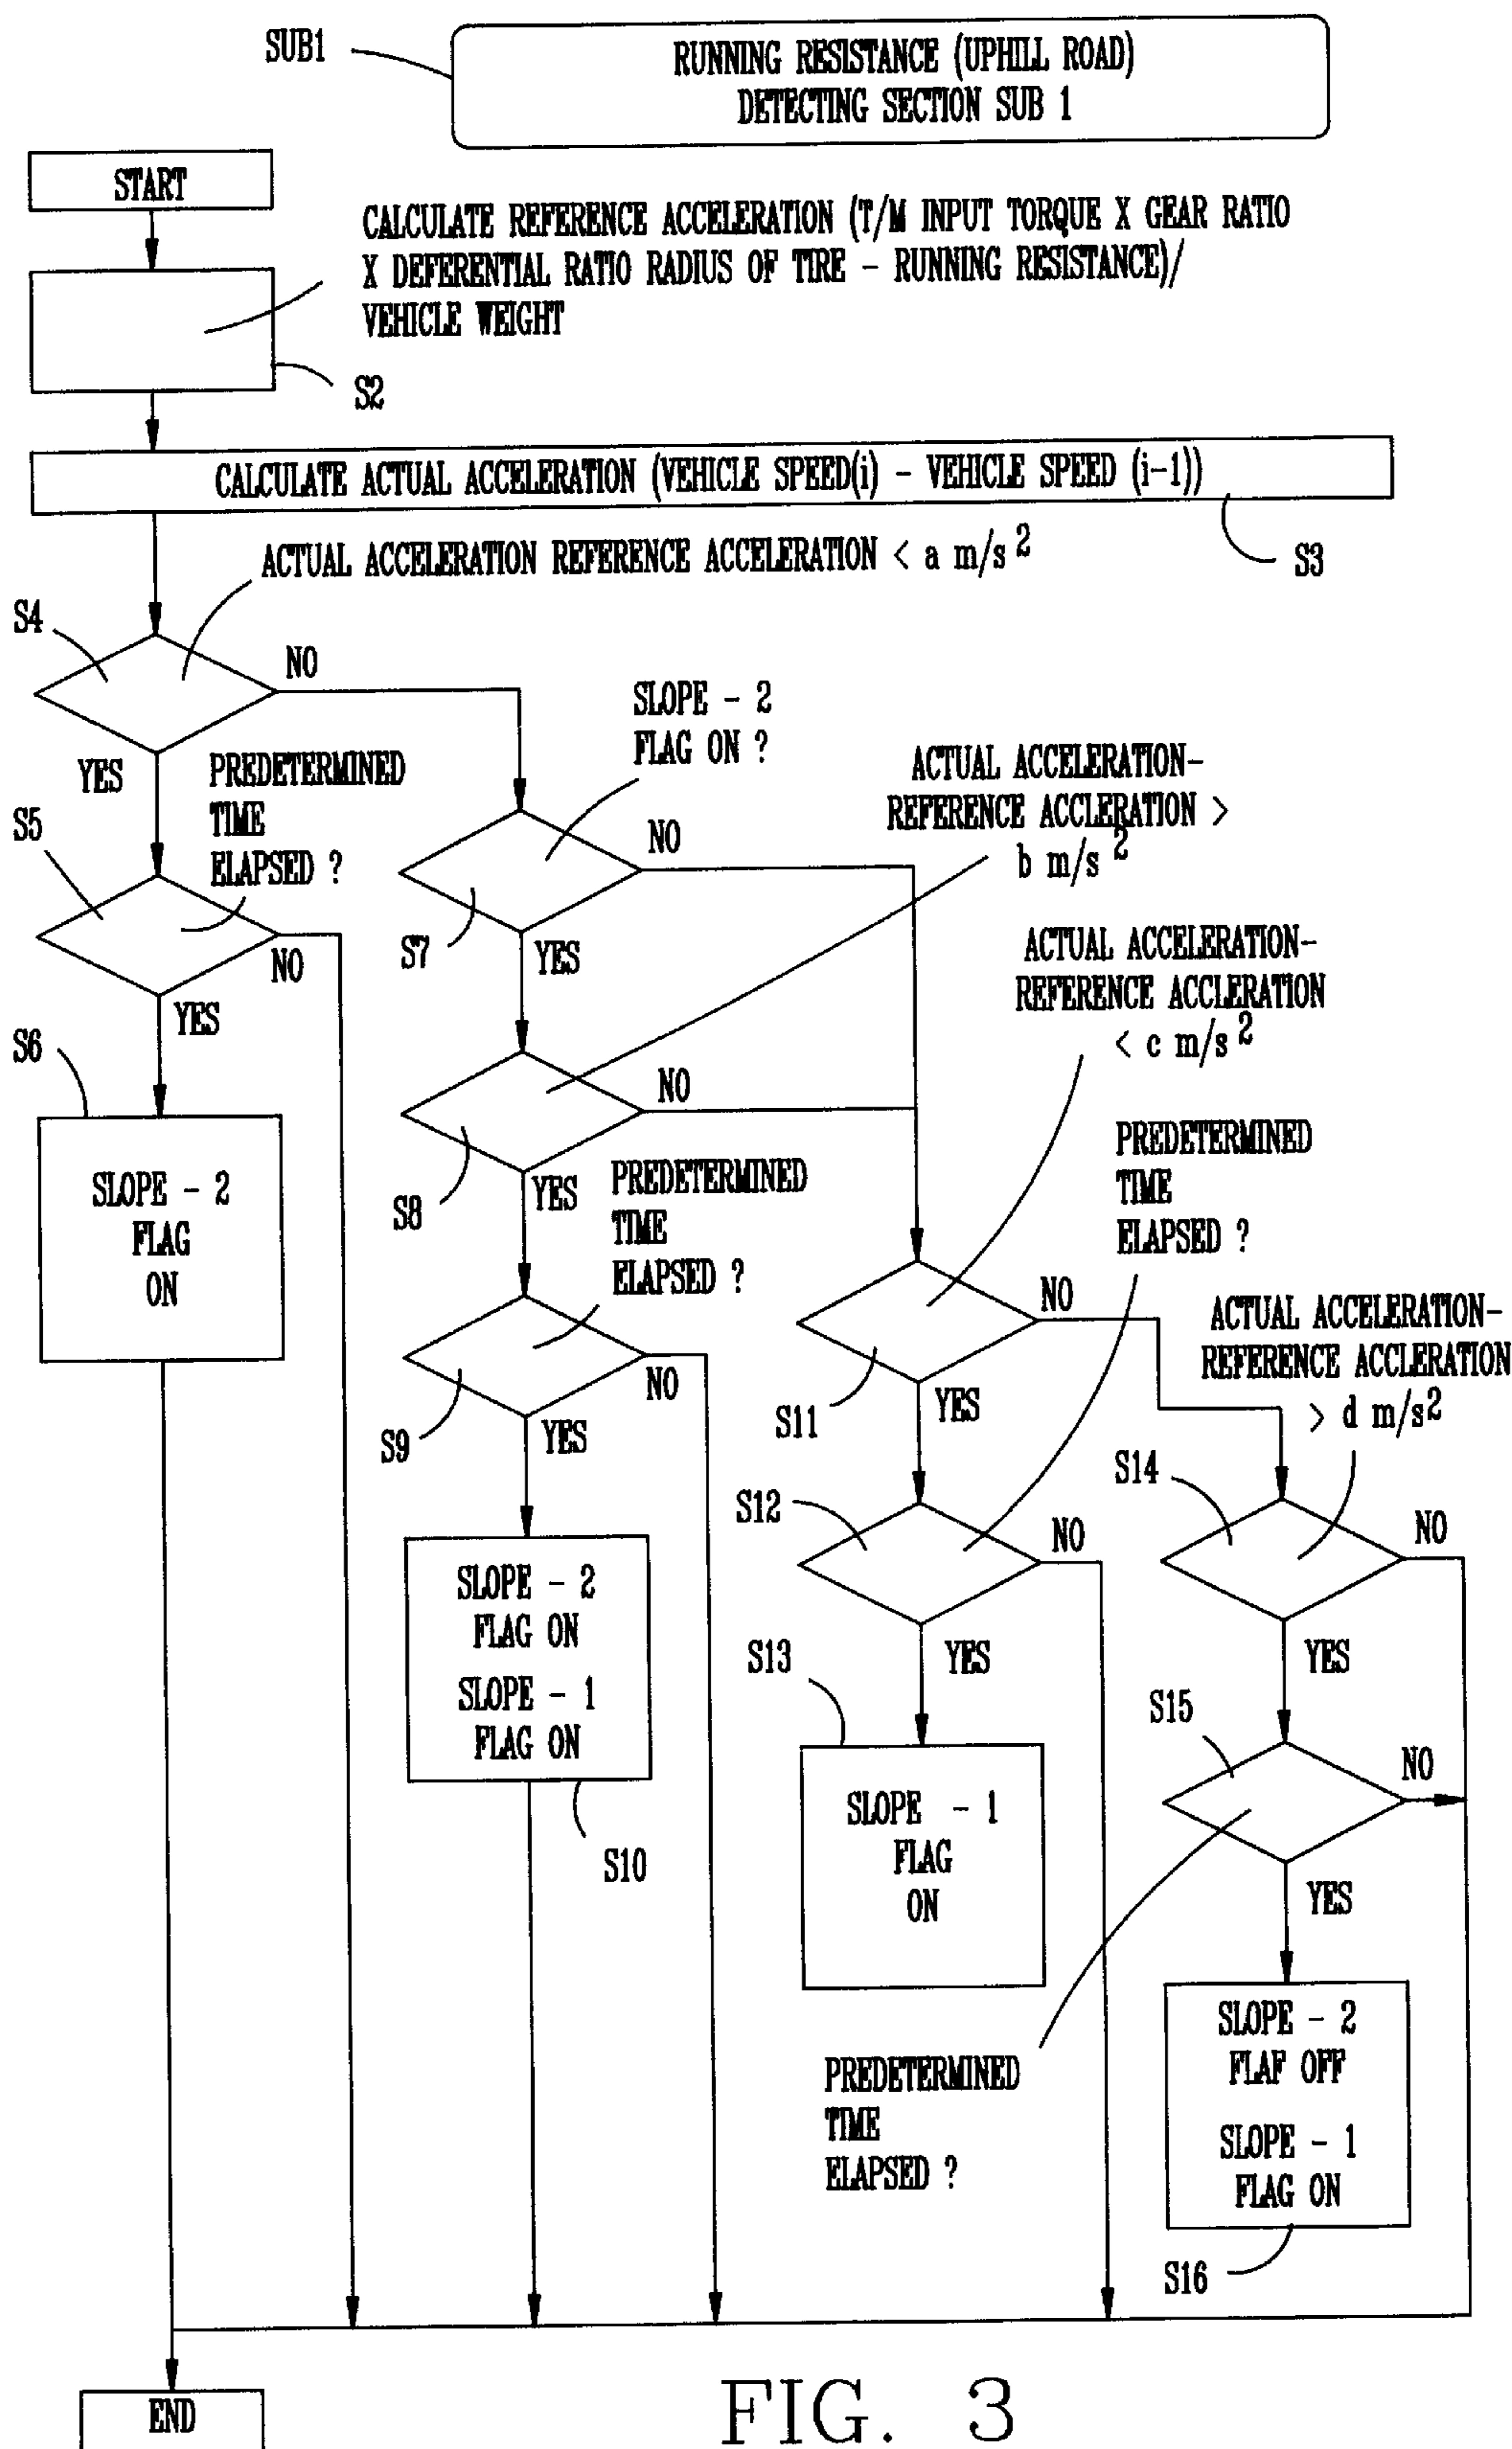 SUB1
RUNNING RESISTANCE (UPHILL ROAD)
DETECTING SECTION SUB 1
START
CALCULATE REFERENCE ACCELERATION (T/M INPUT TORQUE X GEAR RATIO
X DEFERENTIAL RATIO RADIUS OF TIRE - RUNNING RESISTANCE)/
VEHICLE WEIGHT
S2
CALCULATE ACTUAL ACCELERATION (VEHICLE SPEED(i) - VEHICLE SPEED (i-1))
S3
ACTUAL ACCELERATION REFERENCE ACCELERATION < a m/s 2
S4
NO
YES
SLOPE - 2
FLAG ON ?
PREDETERMINED
TIME
ELAPSED ?
S5
NO
YES
ACTUAL ACCELERATION-
REFERENCE ACCLERATION >
b m/s 2
NO
S7
YES
ACTUAL ACCELERATION-
REFERENCE ACCLERATION
< c m/s 2
S6
SLOPE - 2
FLAG
ON
NO
S8
YES
PREDETERMINED
TIME
ELAPSED ?
PREDETERMINED
TIME
ELAPSED ?
NO
S9
YES
NO
S11
YES
ACTUAL ACCELERATION-
REFERENCE ACCLERATION
> d m/s2
S14
NO
YES
S12
NO
YES
SLOPE - 2
FLAG ON
SLOPE - 1
FLAG ON
S10
S13
SLOPE - 1
FLAG
ON
S15
NO
YES
PREDETERMINED
TIME
ELAPSED ?
SLOPE - 2
FLAF OFF
SLOPE - 1
FLAG ON
S16
END
FIG. 3